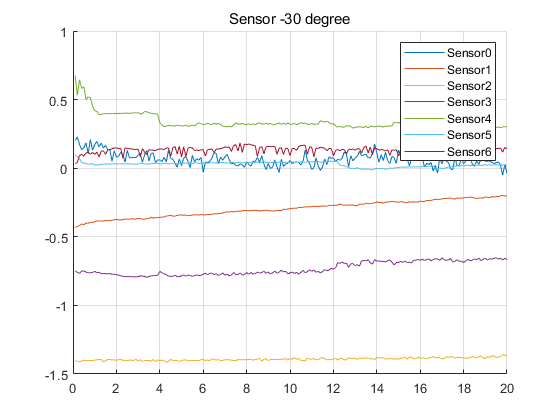 Sensor -30 degree
1
0.5
0
-0.5
-1
-1.5
0 2 4 6 8 10 12 14 16 18 20
Sensor0
Sensor1
Sensor2
Sensor3
Sensor4
Sensor5
Sensor6